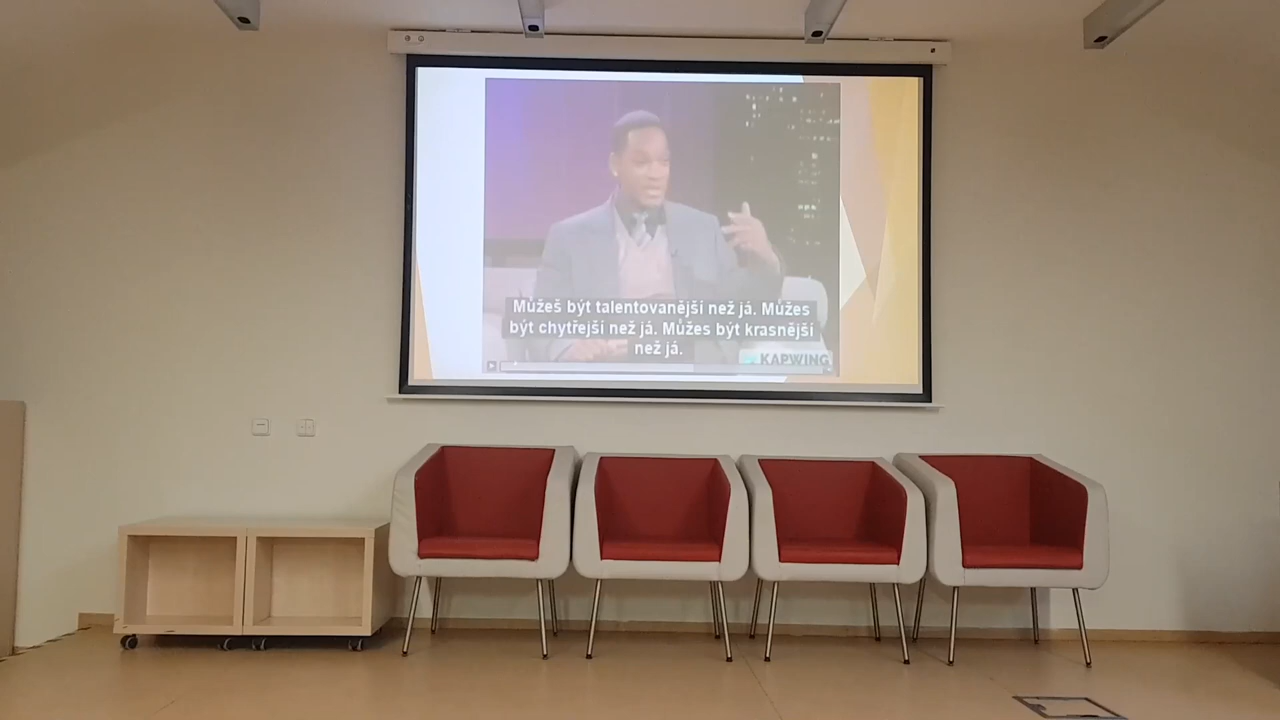 Můžeš být talentovanější než já. Můžes
být chytřejší než já. Můžes být krasnější
než já.
KAPWING